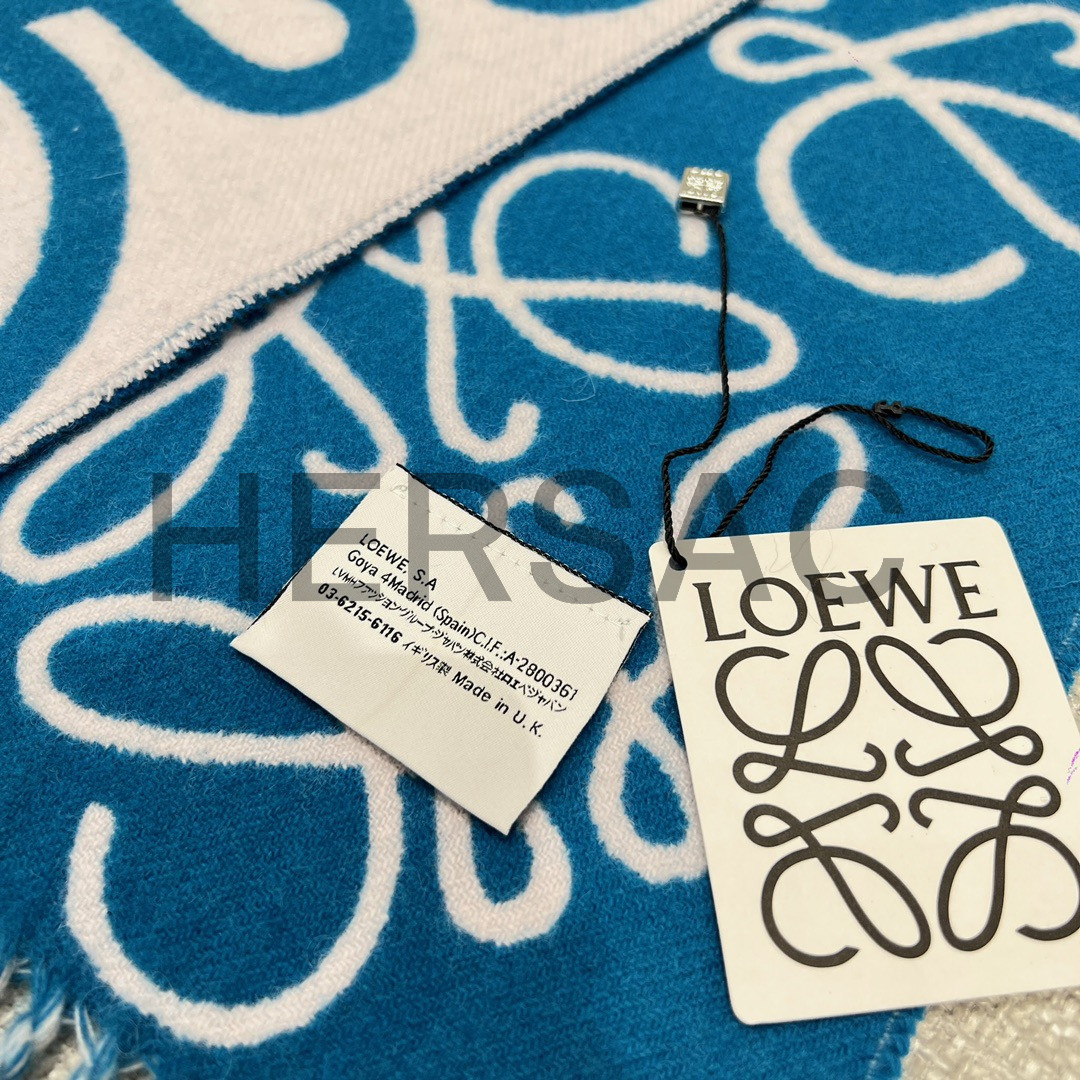 HERSAC
LOEWE, S.A
Goya 4Madrid (Spain)C.I.F.:A-2800361
LVMHファッション・グループ・ジャパン株式会社ロエベジャパン
03-6215-6116 イギリス製 Made in U.K.
LOEWE